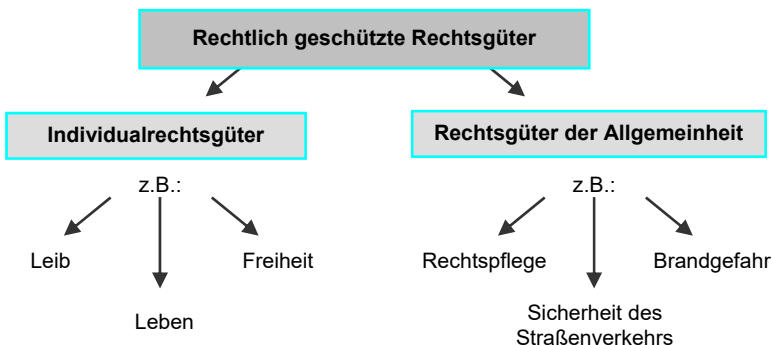 Rechtlich geschützte Rechtsgüter
Individualrechtsgüter
Rechtsgüter der Allgemeinheit
z.B.:
z.B.:
Leib
Freiheit
Rechtspflege
Brandgefahr
Leben
Sicherheit des
Straßenverkehrs